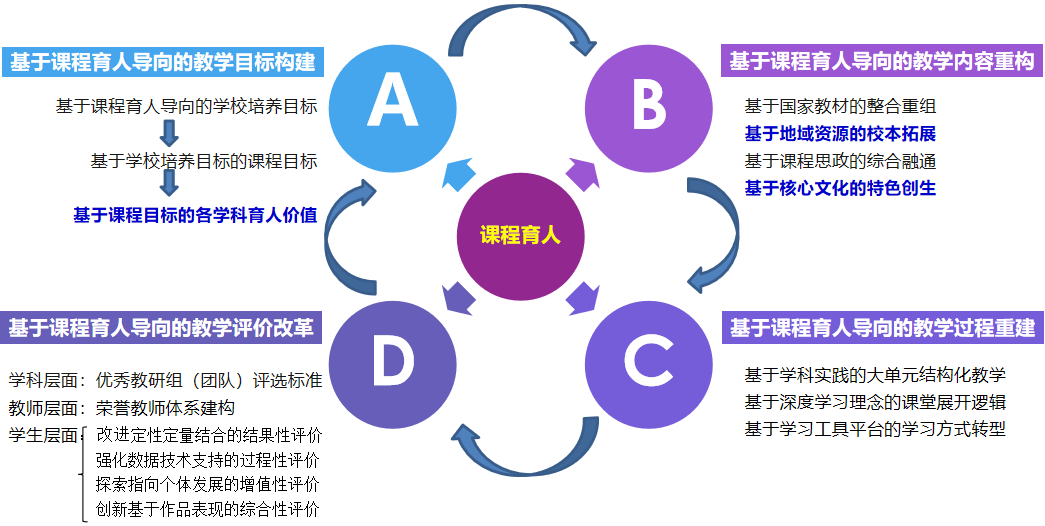 基于课程育人导向的教学目标构建
A
基于课程育人导向的学校培养目标
基于学校培养目标的课程目标
基于课程目标的各学科育人价值
B
基于课程育人导向的教学内容重构
基于国家教材的整合重组
基于地域资源的校本拓展
基于课程思政的综合融通
基于核心文化的特色创生
课程育人
基于课程育人导向的教学评价改革
D
学科层面：优秀教研组（团队）评选标准
教师层面：荣誉教师体系建构
学生层面：
改进定性定量结合的结果性评价
强化数据技术支持的过程性评价
探索指向个体发展的增值性评价
创新基于作品表现的综合性评价
C
基于课程育人导向的教学过程重建
基于学科实践的大单元结构化教学
基于深度学习理念的课堂展开逻辑
基于学习工具平台的学习方式转型